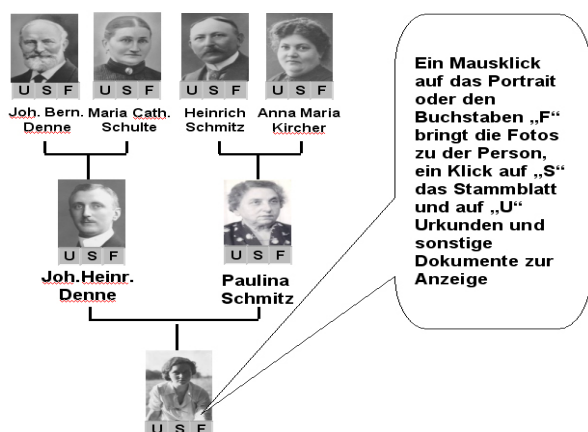 U S F
U S F
U S F
U S F
Joh. Bern.
Denne
Maria Cath.
Schulte
Heinrich
Schmitz
Anna Maria
Kircher
U S F
U S F
Joh.Heinr.
Denne
Paulina
Schmitz
U S F
Ein Mausklick
auf das Portrait
oder den
Buchstaben „F“
bringt die Fotos
zu der Person,
ein Klick auf „S“
das Stammblatt
und auf „U“
Urkunden und
sonstige
Dokumente zur
Anzeige